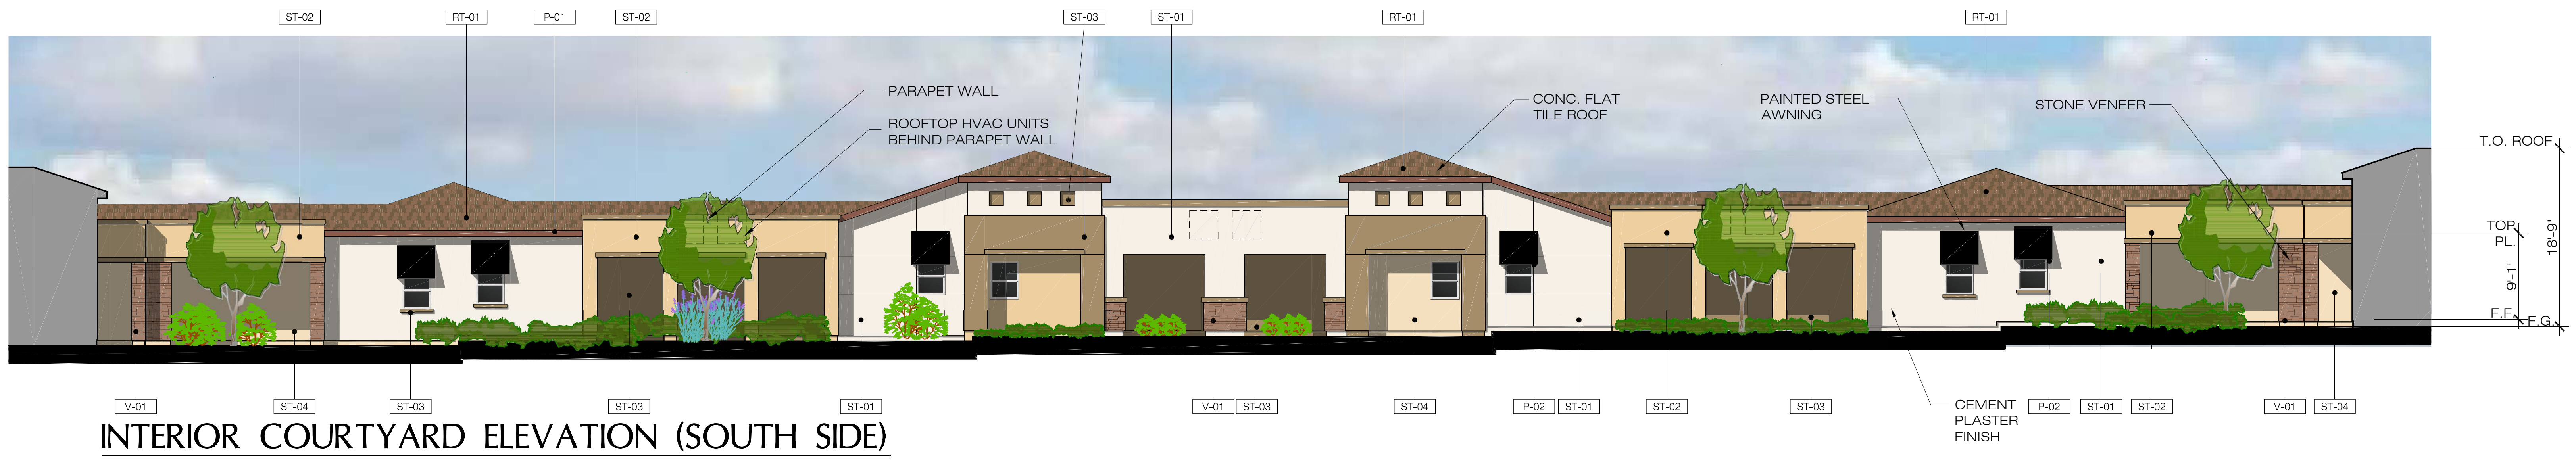 ST-02
RT-01
P-01
ST-02
ST-03
ST-01
RT-01
RT-01
PARAPET WALL
ROOFTOP HVAC UNITS
BEHIND PARAPET WALL
CONC. FLAT
TILE ROOF
PAINTED STEEL
AWNING
STONE VENEER
T.O. ROOF
TOP
PL.
9'-1"
18'-9"
F.F.
F.G.
V-01
ST-04
ST-03
ST-03
ST-01
V-01
ST-03
ST-04
P-02
ST-01
ST-02
ST-03
CEMENT
PLASTER
FINISH
P-02
ST-01
ST-02
V-01
ST-04
INTERIOR COURTYARD ELEVATION (SOUTH SIDE)